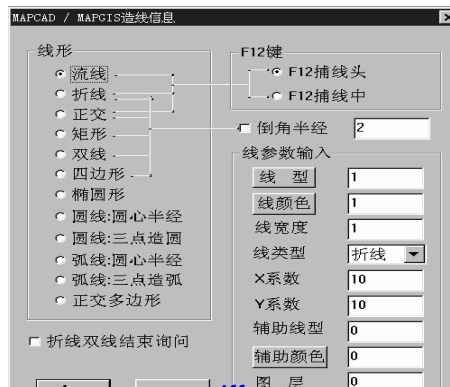 MAPCAD / MAPGIS造线信息
线形
流线
折线
正交
矩形
双线
四边形
椭圆形
圆线:圆心半经
圆线:三点造圆
弧线:圆心半经
弧线:三点造弧
正交多边形
折线双线结束询问
F12键
F12捕线头
F12捕线中
倒角半经 2
线参数输入
线 型 1
线颜色 1
线宽度 1
线类型 折线
X系数 10
Y系数 10
辅助线型 0
辅助颜色 0
图 层 0